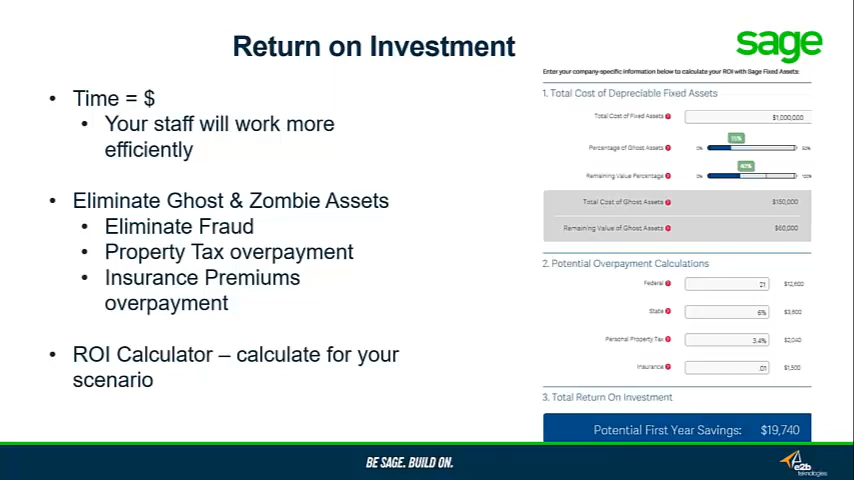 Return on Investment
sage
• Time = $
• Your staff will work more
efficiently
• Eliminate Ghost & Zombie Assets
• Eliminate Fraud
• Property Tax overpayment
• Insurance Premiums
overpayment
• ROI Calculator – calculate for your
scenario
Enter your company-specific information below to calculate your ROI with Sage Fixed Assets:
1. Total Cost of Depreciable Fixed Assets
Total Cost of Fixed Assets $1,000,000
15%
Percentage of Ghost Assets 0%
40%
Remaining Value Percentage 0% 100%
Total Cost of Ghost Assets $150,000
Remaining Value of Ghost Assets $60,000
2. Potential Overpayment Calculations
Federal 21 $12,600
State 6% $3,600
Personal Property Tax 3.4% $2,040
Insurance .01 $1,500
3. Total Return On Investment
Potential First Year Savings: $19,740
BE SAGE. BUILD ON.
e2b
teknologies